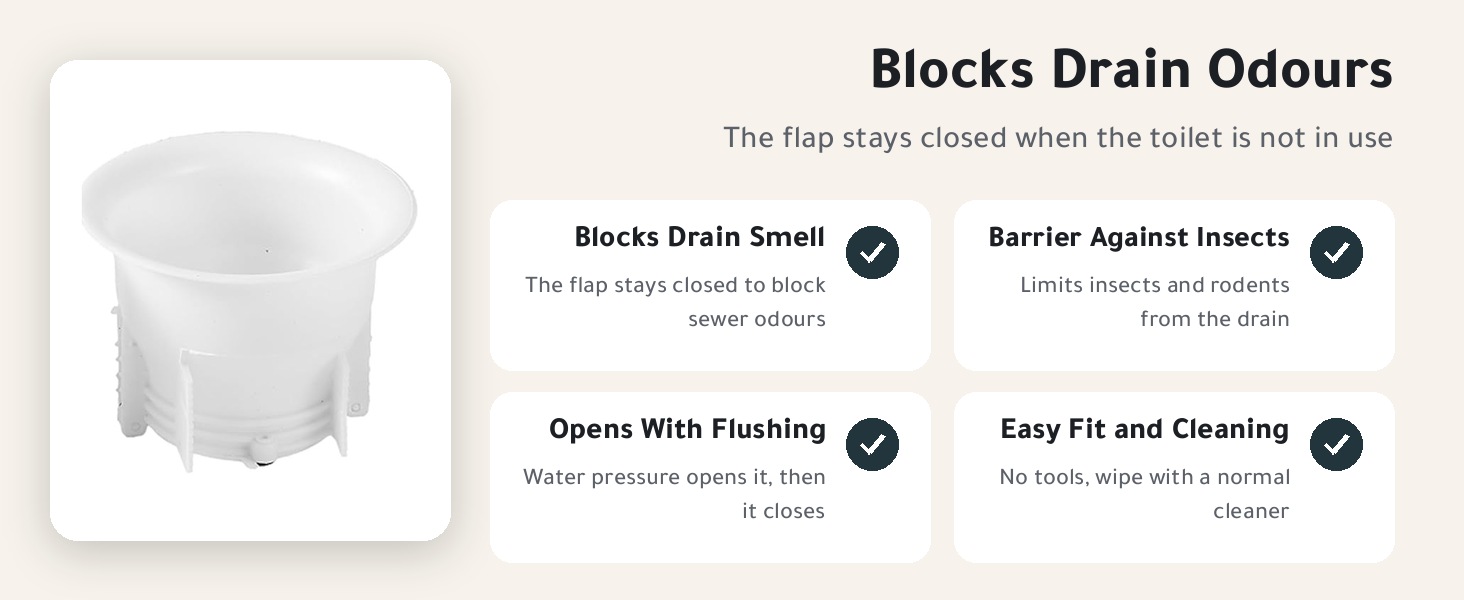 Blocks Drain Odours
The flap stays closed when the toilet is not in use
Blocks Drain Smell
The flap stays closed to block
sewer odours
Barrier Against Insects
Limits insects and rodents
from the drain
Opens With Flushing
Water pressure opens it, then
it closes
Easy Fit and Cleaning
No tools, wipe with a normal
cleaner